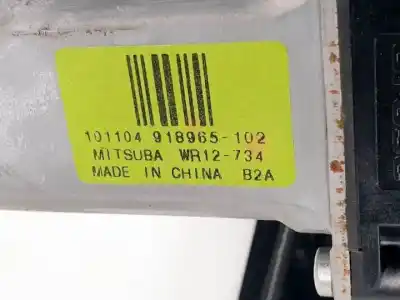 101104 918965-102
MITSUBA WR12-734
MADE IN CHINA B2A